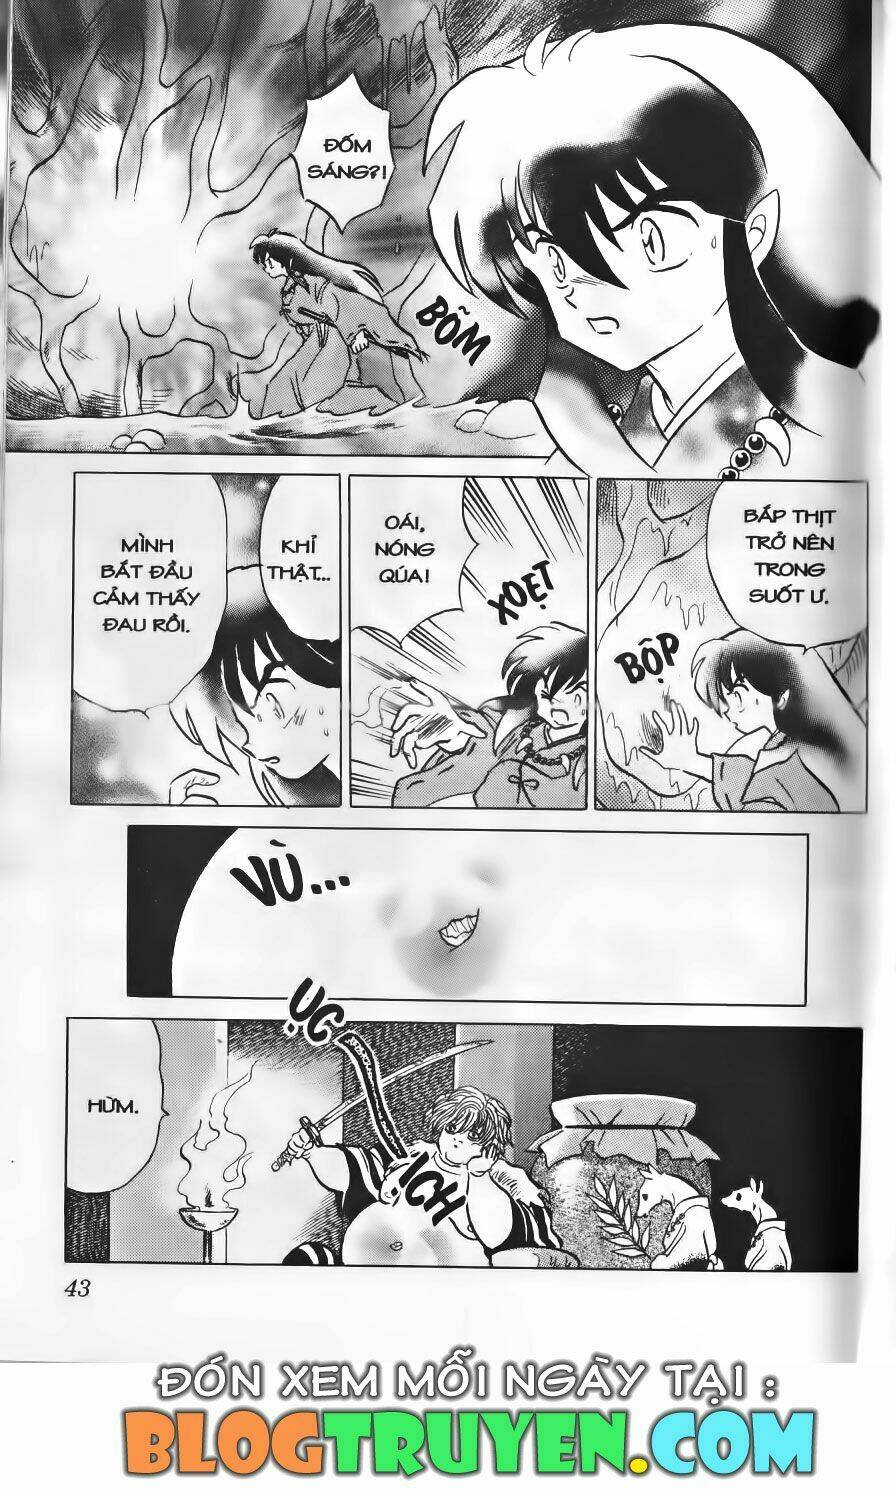 ĐỐM
SÁNG?!
BÕM
BẮP THỊT
TRỞ NÊN
TRONG
SUỐT Ư.
BỘP
OÁI,
NÓNG
QÚA!
XOẸT
KHỈ
THẬT...
MÌNH
BẮT ĐẦU
CẢM THẤY
ĐAU RỒI.
VÙ...
ỤC
ỊCH
HỪM.
43
ĐÓN XEM MỖI NGÀY TẠI :
BLOGTRUYEN.COM